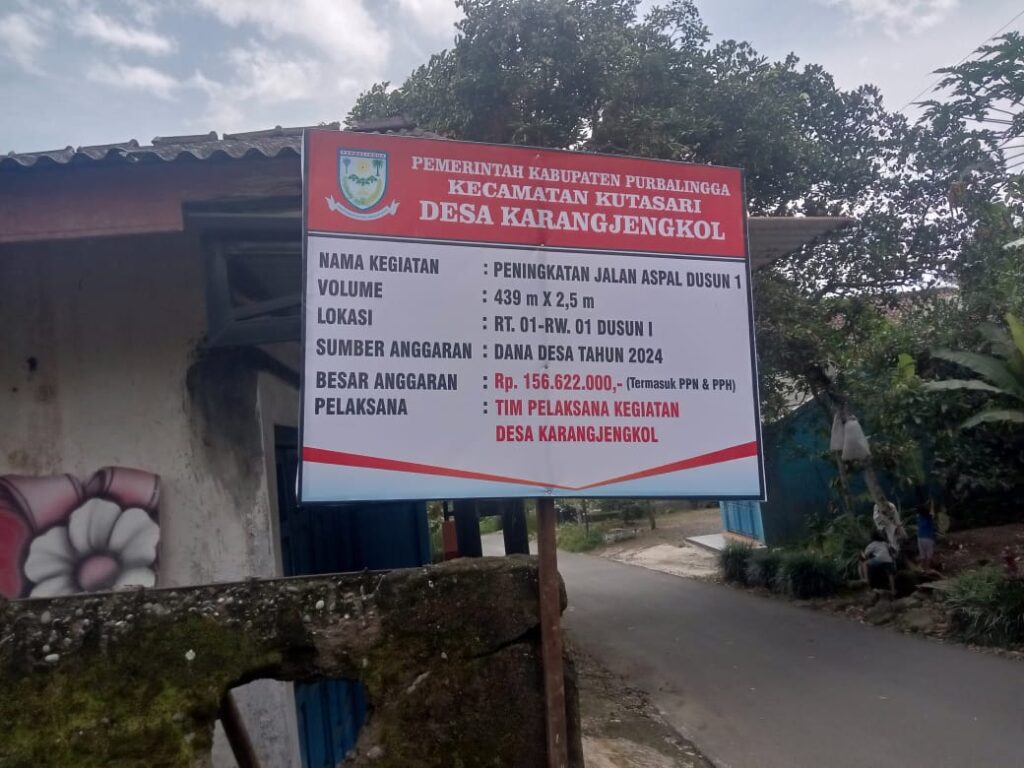 PURBALINGGA
PEMERINTAH KABUPATEN PURBALINGGA
KECAMATAN KUTASARI
DESA KARANGJENGKOL
NAMA KEGIATAN : PENINGKATAN JALAN ASPAL DUSUN 1
VOLUME : 439 m X 2,5 m
LOKASI : RT. 01-RW. 01 DUSUN I
SUMBER ANGGARAN : DANA DESA TAHUN 2024
BESAR ANGGARAN : Rp. 156.622.000,- (Termasuk PPN & PPH)
PELAKSANA : TIM PELAKSANA KEGIATAN
DESA KARANGJENGKOL